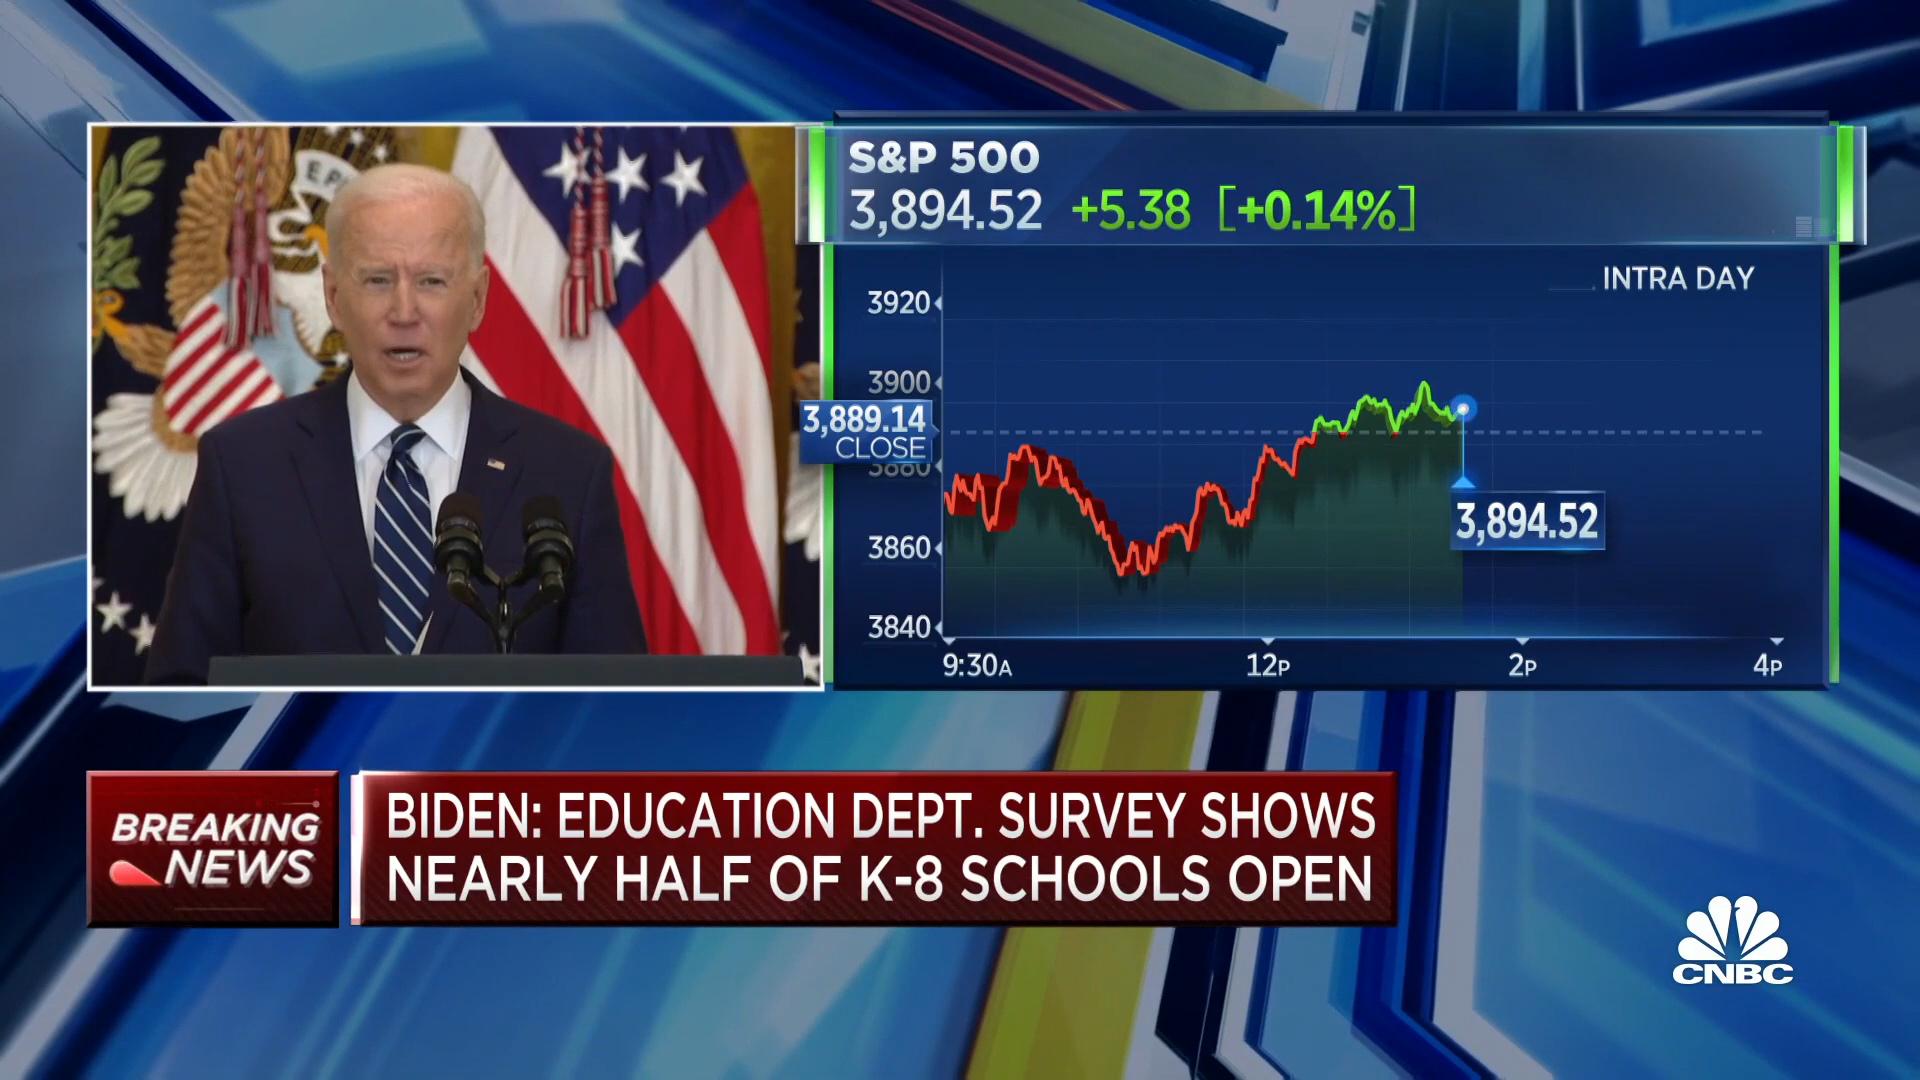 EP
S&P 500
3,894.52 +5.38 [+0.14%]
INTRA DAY
3920
3900
3,889.14
CLOSE
3880
3860
3840
3,894.52
9:30A 12P 2P 4P
BREAKING
NEWS
BIDEN: EDUCATION DEPT. SURVEY SHOWS
NEARLY HALF OF K-8 SCHOOLS OPEN
CNBC